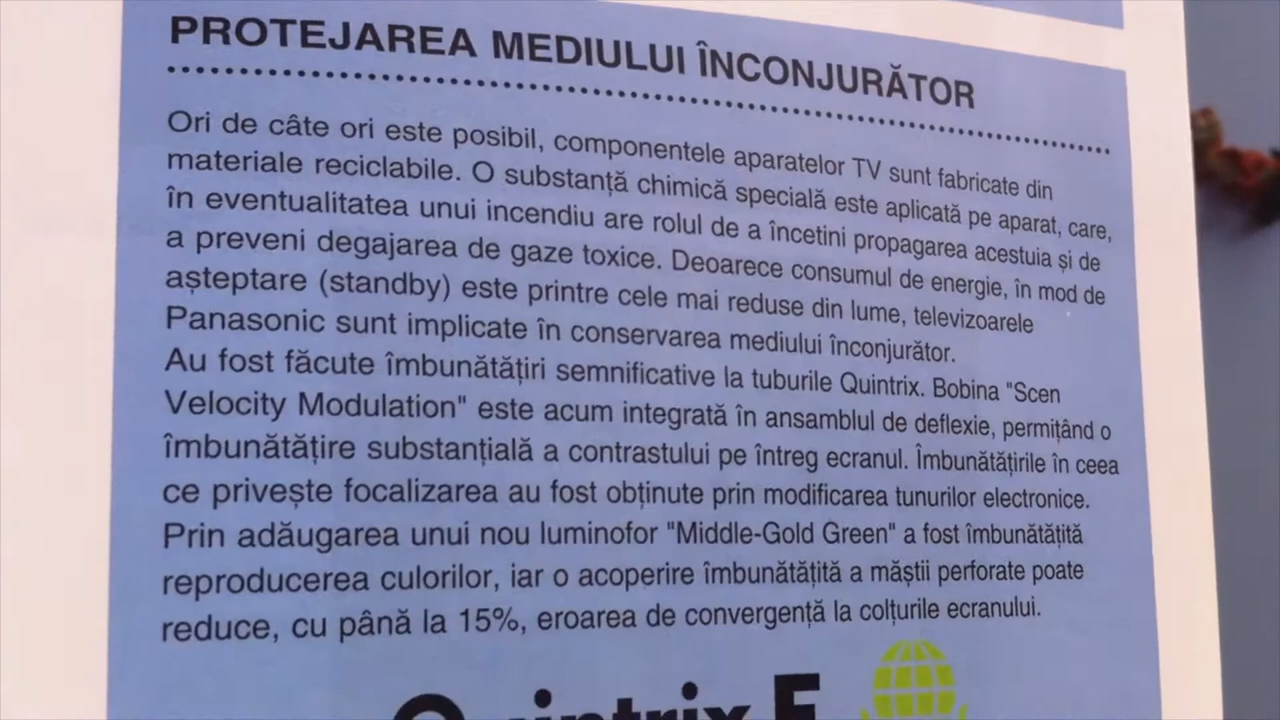 PROTEJAREA MEDIULUI ÎNCONJURĂTOR
Ori de câte ori este posibil, componentele aparatelor TV sunt fabricate din
materiale reciclabile. O substanță chimică specială este aplicată pe aparat, care,
în eventualitatea unui incendiu are rolul de a încetini propagarea acestuia și de
a preveni degajarea de gaze toxice. Deoarece consumul de energie, în mod de
așteptare (standby) este printre cele mai reduse din lume, televizoarele
Panasonic sunt implicate în conservarea mediului înconjurător.
Au fost făcute îmbunătățiri semnificative la tuburile Quintrix. Bobina "Scen
Velocity Modulation" este acum integrată în ansamblul de deflexie, permițând o
îmbunătățire substanțială a contrastului pe întreg ecranul. Îmbunătățirile în ceea
ce privește focalizarea au fost obținute prin modificarea tunurilor electronice.
Prin adăugarea unui nou luminofor "Middle-Gold Green" a fost îmbunătățită
reproducerea culorilor, iar o acoperire îmbunătățită a măștii perforate poate
reduce, cu până la 15%, eroarea de convergență la colțurile ecranului.
Quintrix F